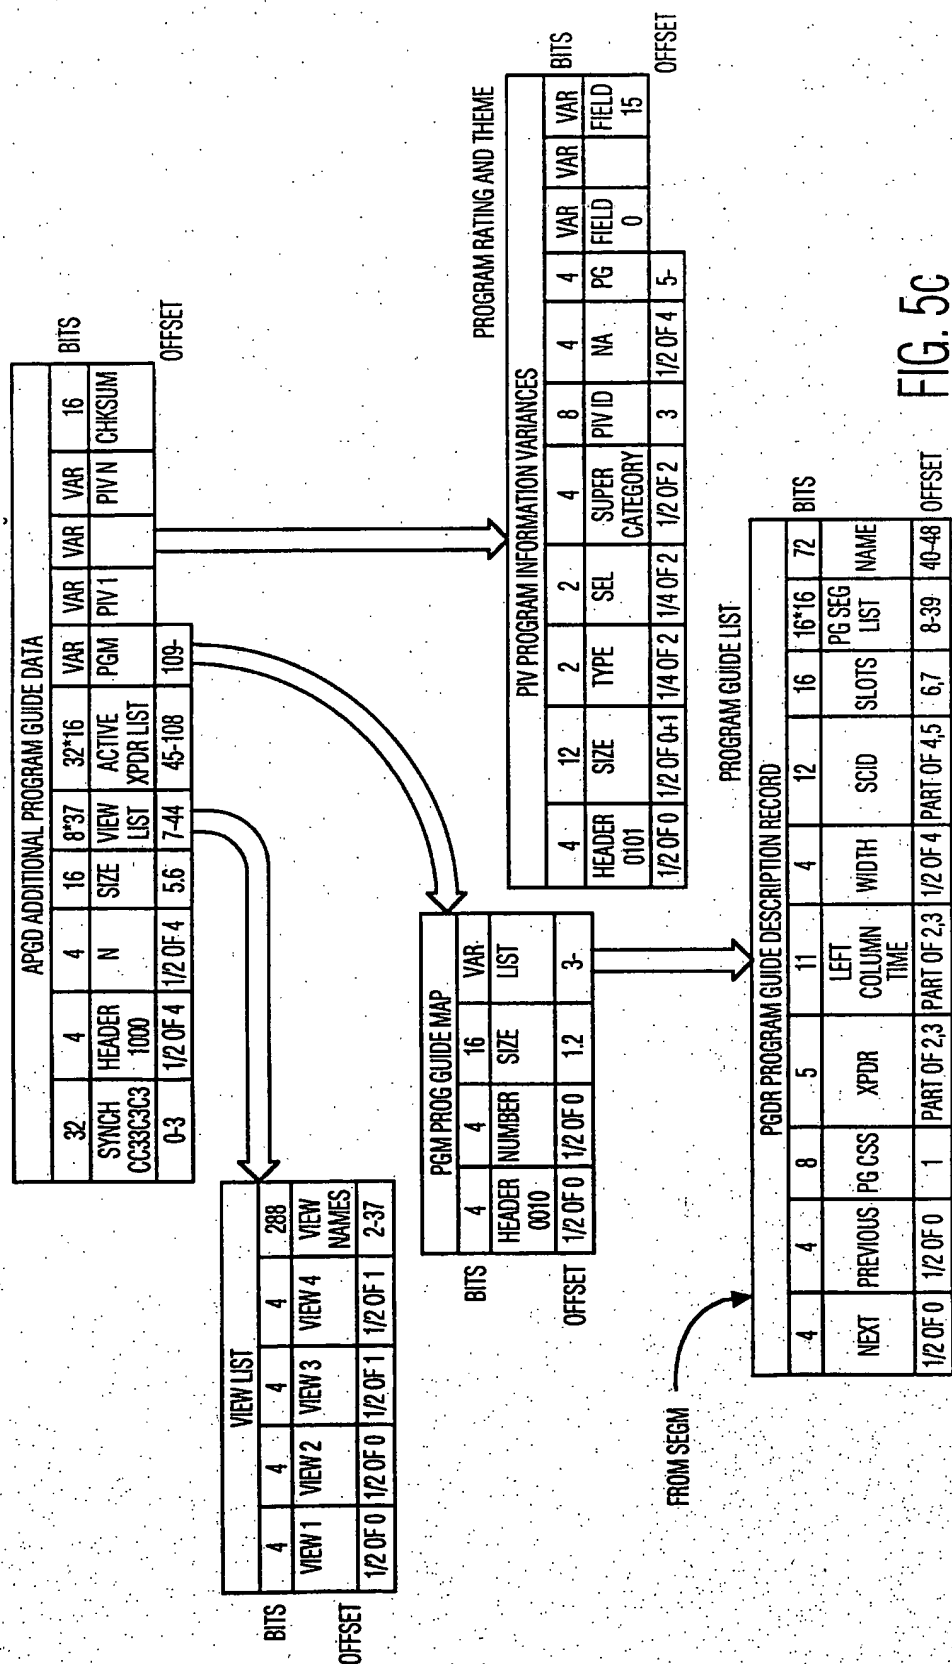 APGD ADDITIONAL PROGRAM GUIDE DATA
32 4 4 16 8*37 32*16 VAR VAR VAR VAR 16 BITS
SYNCH CC33C3C3 HEADER 1000 N SIZE VIEW LIST ACTIVE XPDR LIST PGM PIV 1 PIV N CHKSUM
0-3 1/2 OF 4 1/2 OF 4 5.6 7-44 45-108 109- OFFSET
VIEW LIST
BITS 4 4 4 4 288
VIEW 1 VIEW 2 VIEW 3 VIEW 4 VIEW NAMES
OFFSET 1/2 OF 0 1/2 OF 0 1/2 OF 1 1/2 OF 1 2-37
PGM PROG GUIDE MAP
BITS 4 4 16 VAR.
HEADER 0010 NUMBER SIZE LIST
OFFSET 1/2 OF 0 1/2 OF 0 1.2 3-
PROGRAM RATING AND THEME
PIV PROGRAM INFORMATION VARIANCES
4 12 2 2 4 8 4 4 VAR VAR VAR BITS
HEADER 0101 SIZE TYPE SEL SUPER CATEGORY PIV ID NA PG FIELD 0 FIELD 15
1/2 OF 0 1/2 OF 0+1 1/4 OF 2 1/4 OF 2 1/2 OF 2 3 1/2 OF 4 5- OFFSET
FROM SEGM
PROGRAM GUIDE LIST
PGDR PROGRAM GUIDE DESCRIPTION RECORD
4 4 8 5 11 4 12 16 16*16 72 BITS
NEXT PREVIOUS PG CSS XPDR LEFT COLUMN TIME WIDTH SCID SLOTS PG SEG LIST NAME
1/2 OF 0 1/2 OF 0 1 PART OF 2,3 PART OF 2,3 1/2 OF 4 PART OF 4,5 6,7 8-39 40-48 OFFSET
FIG. 5C